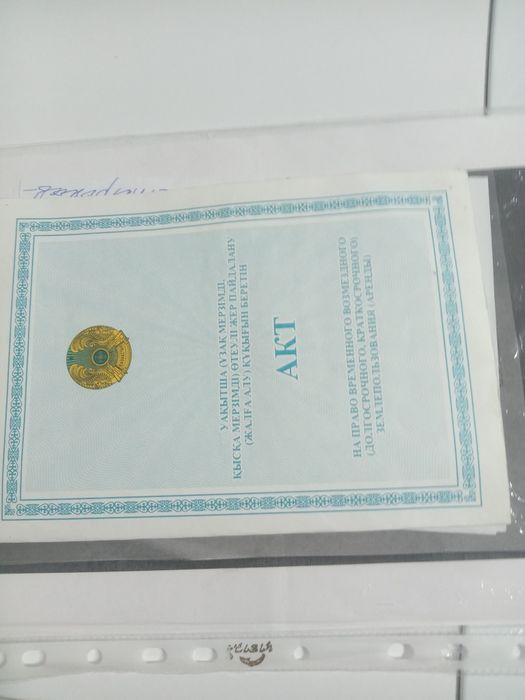 УАҚЫТША (ҰЗАҚ МЕРЗІМДІ,
ҚЫСҚА МЕРЗІМДІ) ӨТЕУЛІ ЖЕР ПАЙДАЛАНУ
(ЖАЛҒА АЛУ) ҚҰҚЫҒЫН БЕРЕТІН
АКТ
НА ПРАВО ВРЕМЕННОГО ВОЗМЕЗДНОГО
(ДОЛГОСРОЧНОГО, КРАТКОСРОЧНОГО)
ЗЕМЛЕПОЛЬЗОВАНИЯ (АРЕНДЫ)